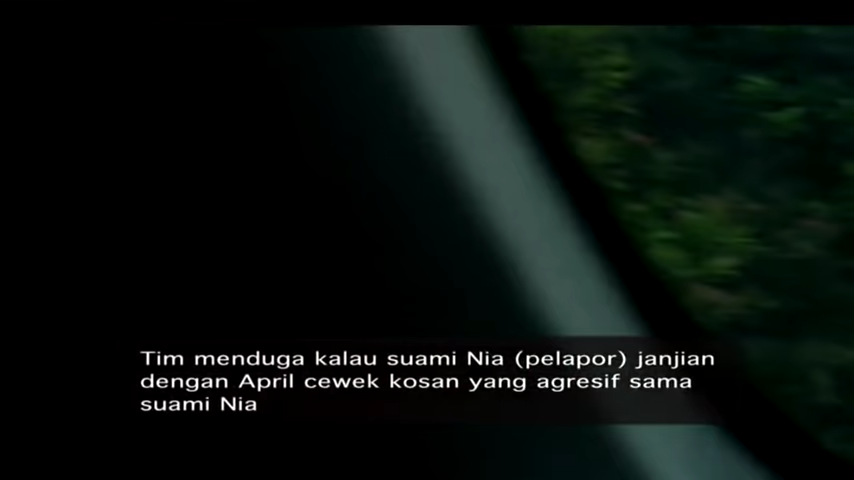 Tim menduga kalau suami Nia (pelapor) janjian
dengan April cewek kosan yang agresif sama
suami Nia